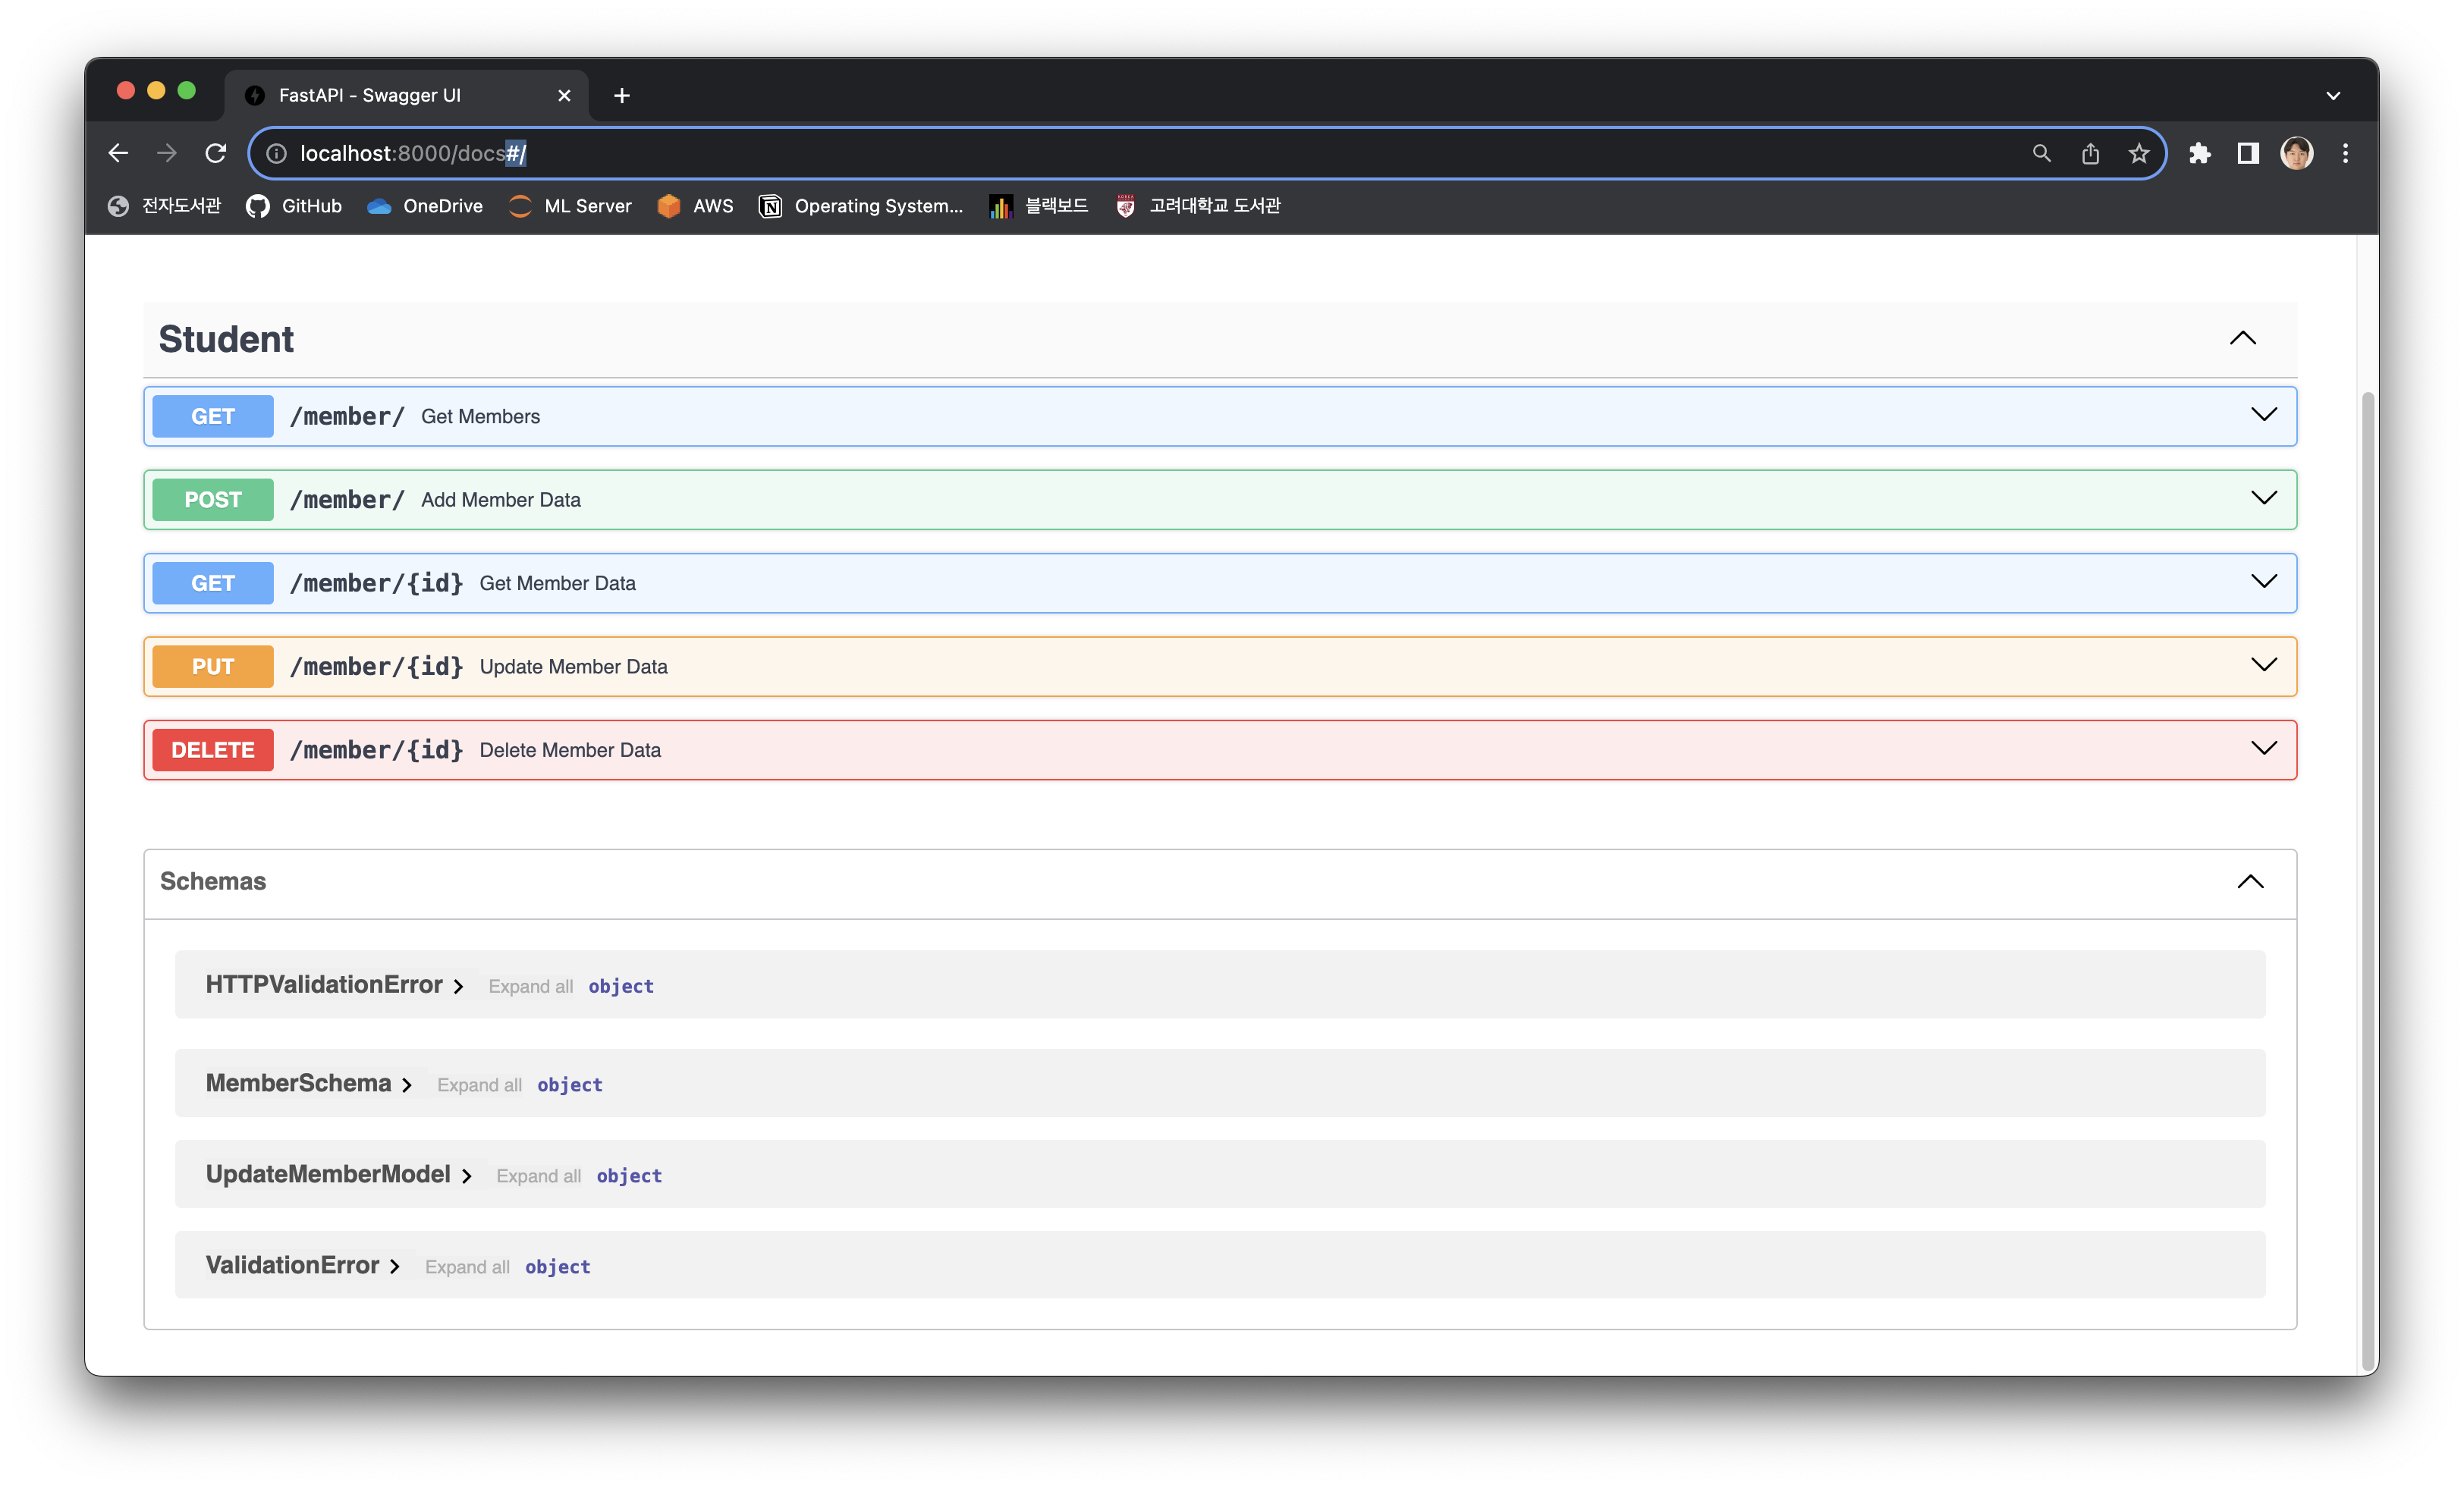 FastAPI - Swagger UI
localhost:8000/docs#/
전자도서관 GitHub OneDrive ML Server AWS Operating System... 블랙보드 고려대학교 도서관
Student
GET /member/ Get Members
POST /member/ Add Member Data
GET /member/{id} Get Member Data
PUT /member/{id} Update Member Data
DELETE /member/{id} Delete Member Data
Schemas
HTTPValidationError > Expand all object
MemberSchema > Expand all object
UpdateMemberModel > Expand all object
ValidationError > Expand all object